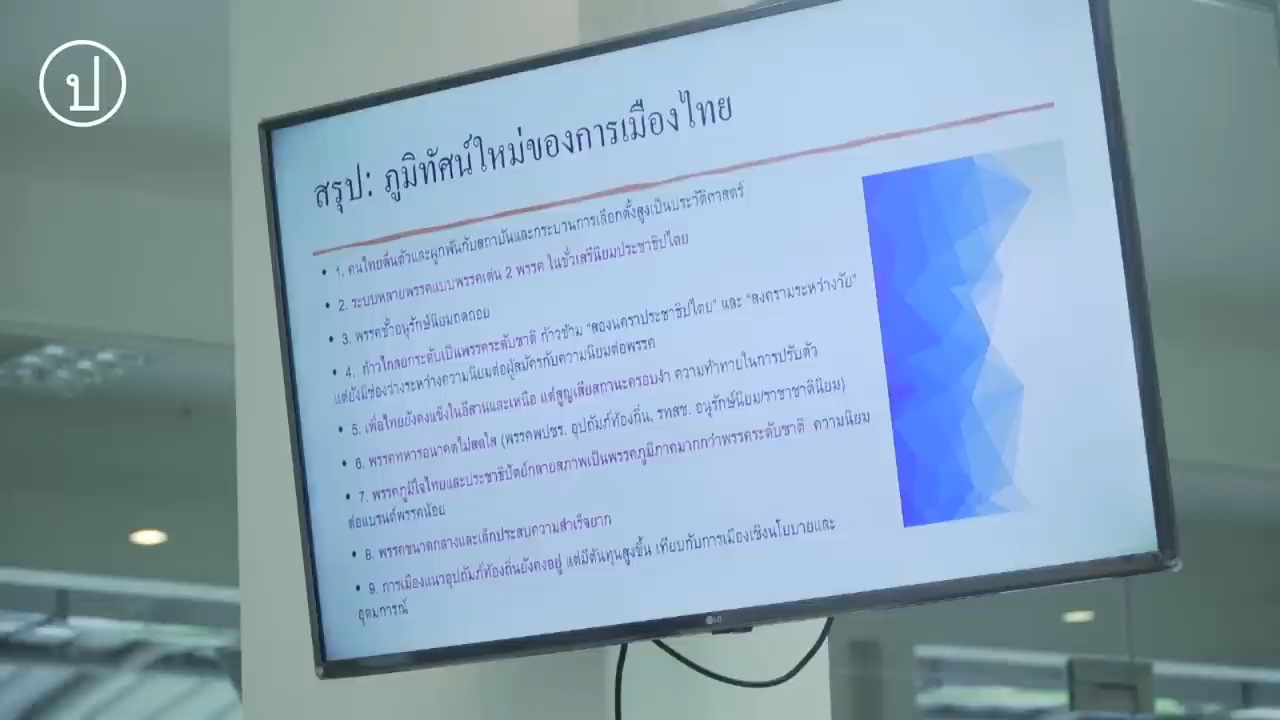 ป
สรุป: ภูมิทัศน์ใหม่ของการเมืองไทย
• 1. คนไทยตื่นตัวและผูกพันกับสถาบันและกระบวนการเลือกตั้งสูงเป็นประวัติศาสตร์
• 2. ระบบหลายพรรคแบบพรรคเด่น 2 พรรค ในขั้วเสรีนิยมประชาธิปไตย
• 3. พรรคขั้วอนุรักษ์นิยมถดถอย
• 4. ก้าวไกลยกระดับเป็นพรรคระดับชาติ ก้าวข้าม "สองนคราประชาธิปไตย" และ "สงครามระหว่างวัย"
แต่ยังมีช่องว่างระหว่างความนิยมต่อผู้สมัครกับความนิยมต่อพรรค
• 5. เพื่อไทยยังคงแข็งในอีสานและเหนือ แต่สูญเสียสถานะครอบงำ ความท้าทายในการปรับตัว
• 6. พรรคทหารอนาคตไม่สดใส (พรรคพปชร. อุปถัมภ์ท้องถิ่น, รทสช. อนุรักษ์นิยม/ราชาชาตินิยม)
• 7. พรรคภูมิใจไทยและประชาธิปัตย์กลายสภาพเป็นพรรคภูมิภาคมากกว่าพรรคระดับชาติ ความนิยม
ต่อแบรนด์พรรคน้อย
• 8. พรรคขนาดกลางและเล็กประสบความสำเร็จยาก
• 9. การเมืองแนวอุปถัมภ์ท้องถิ่นยังคงอยู่ แต่มีต้นทุนสูงขึ้น เทียบกับการเมืองเชิงนโยบายและ
อุดมการณ์
LG